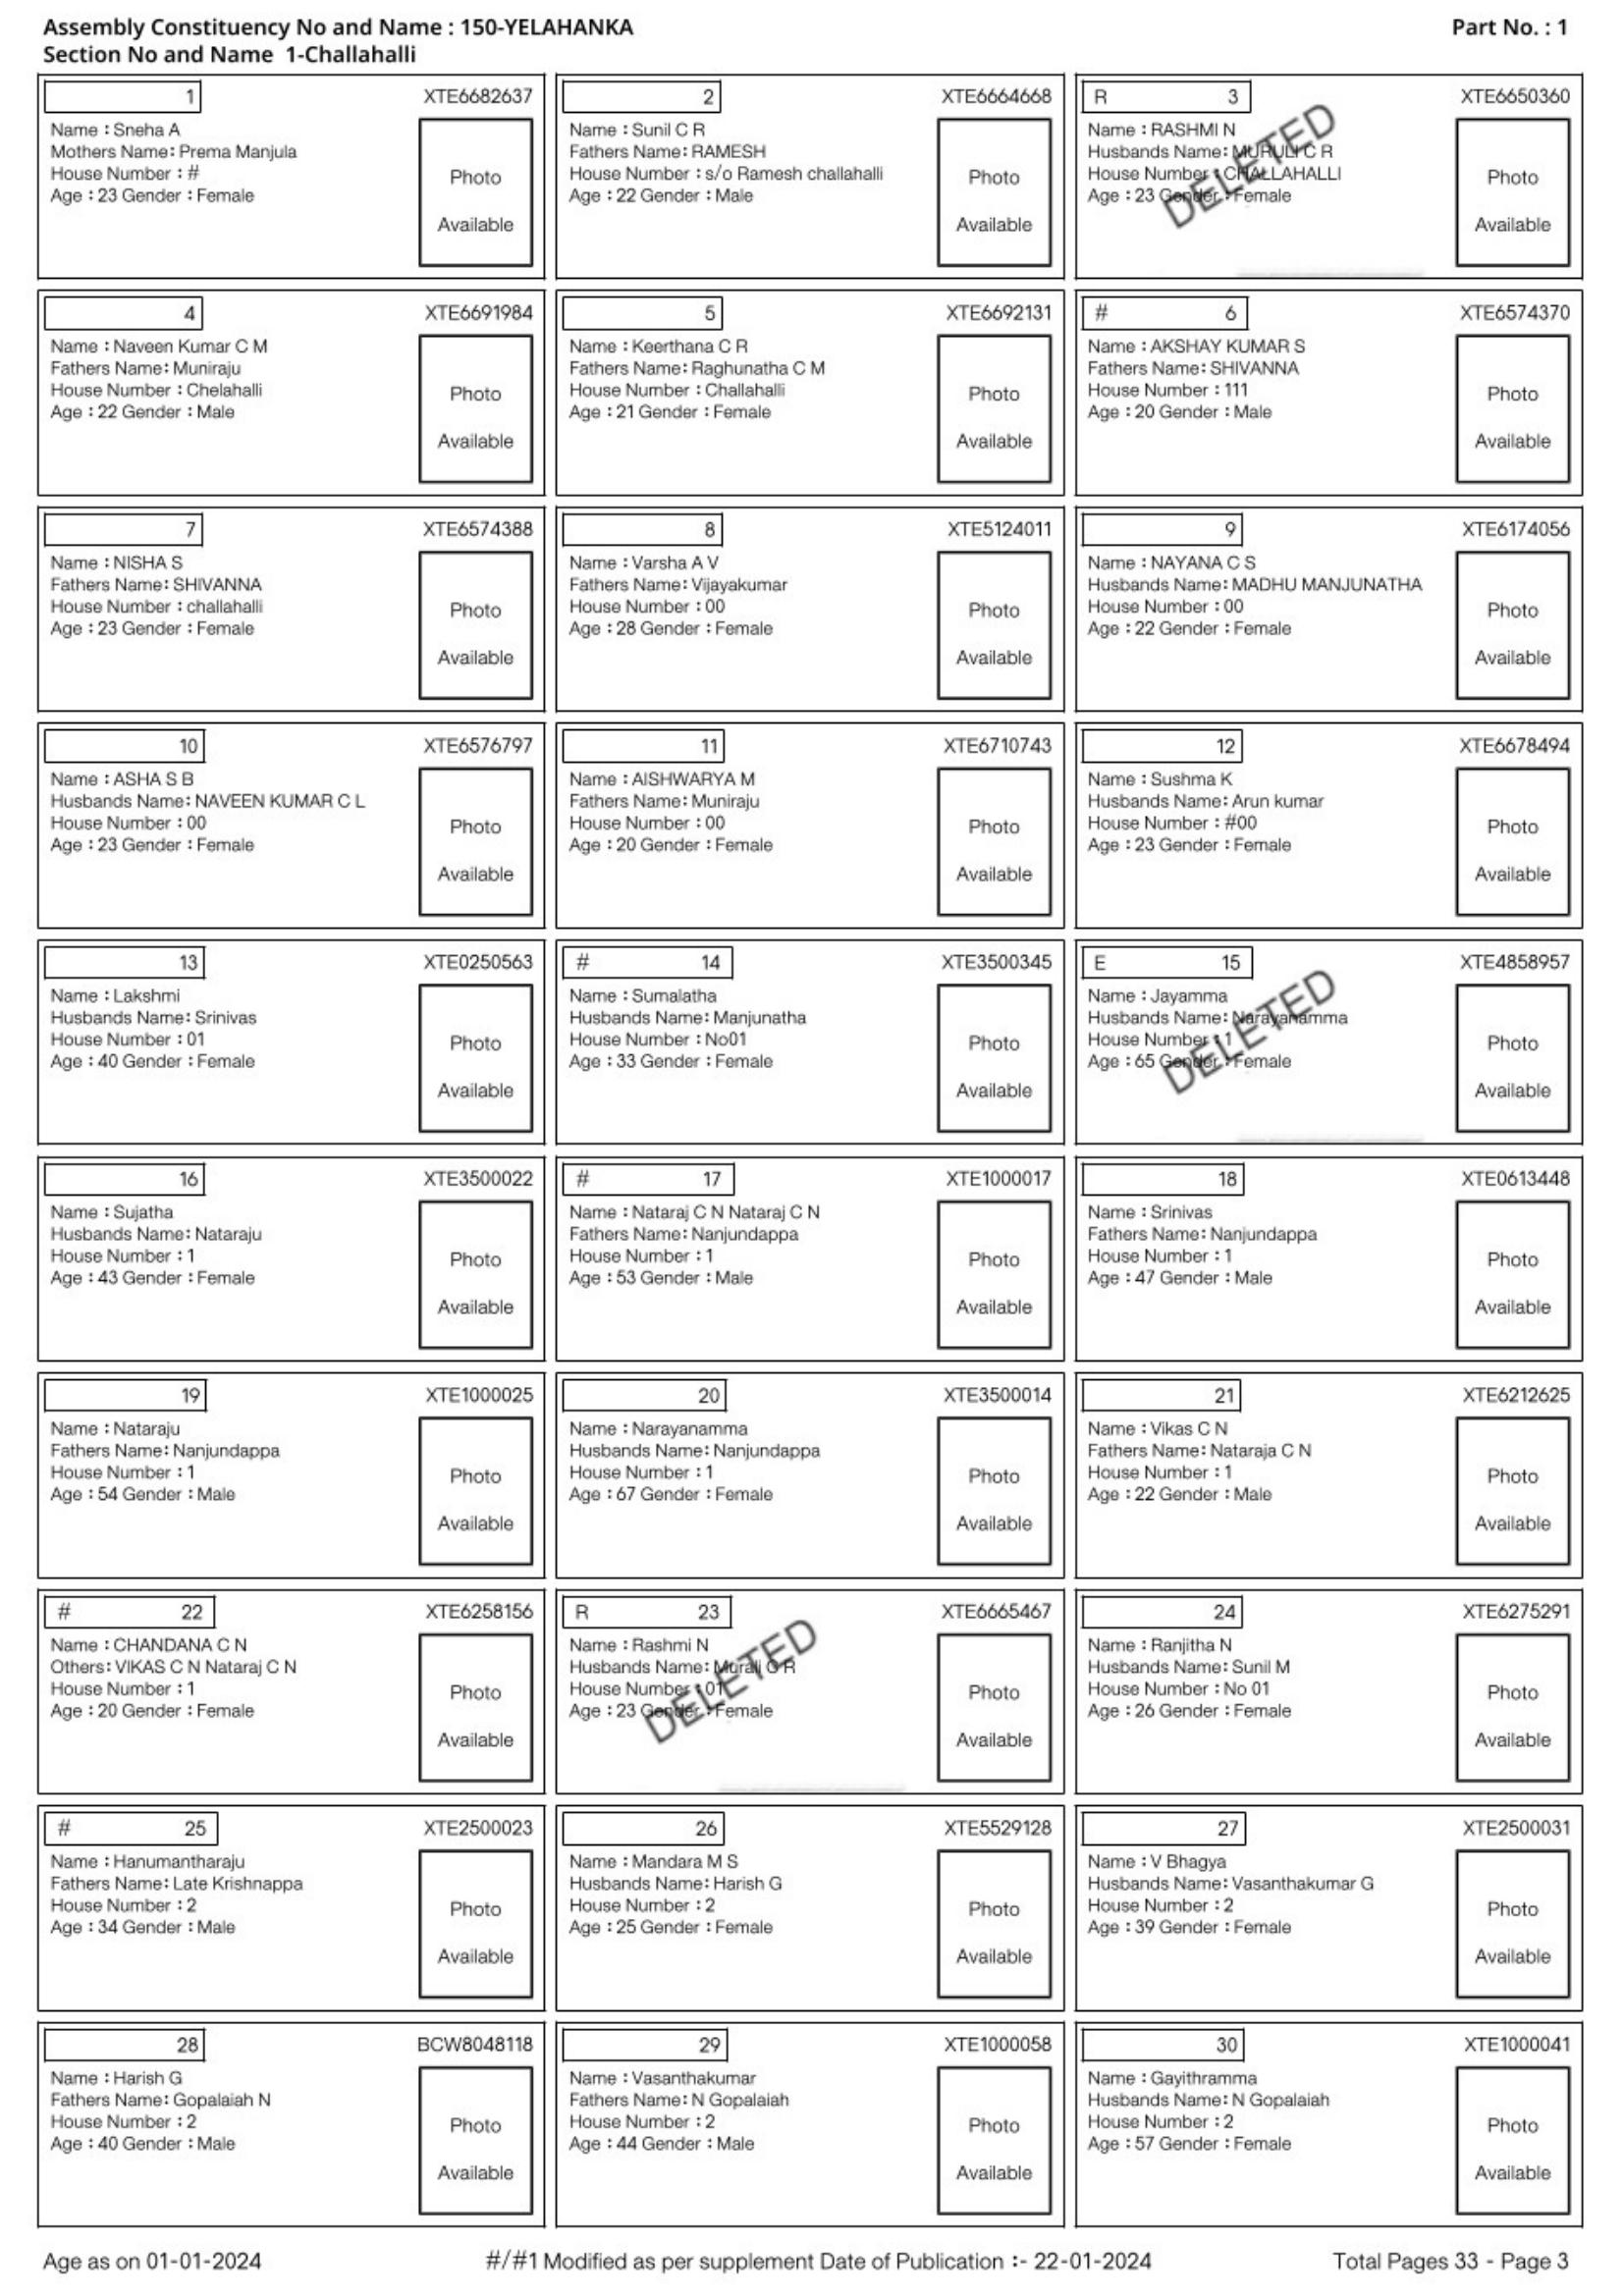 Assembly Constituency No and Name : 150-YELAHANKA
Part No. : 1
Section No and Name 1-Challahalli
1
XTE6682637
Name : Sneha A
Mothers Name: Prema Manjula
House Number : #
Age : 23 Gender : Female
Photo
Available
2
XTE6664668
Name : Sunil C R
Fathers Name: RAMESH
House Number : s/o Ramesh challahalli
Age : 22 Gender : Male
Photo
Available
R 3
XTE6650360
Name : RASHMI N
Husbands Name: MURULI C R
House Number : CHALLAHALLI
Age : 23 Gender : Female
DELETED
Photo
Available
4
XTE6691984
Name : Naveen Kumar C M
Fathers Name: Muniraju
House Number : Chelahalli
Age : 22 Gender : Male
Photo
Available
5
XTE6692131
Name : Keerthana C R
Fathers Name: Raghunatha C M
House Number : Challahalli
Age : 21 Gender : Female
Photo
Available
# 6
XTE6574370
Name : AKSHAY KUMAR S
Fathers Name: SHIVANNA
House Number : 111
Age : 20 Gender : Male
Photo
Available
7
XTE6574388
Name : NISHA S
Fathers Name: SHIVANNA
House Number : challahalli
Age : 23 Gender : Female
Photo
Available
8
XTE5124011
Name : Varsha A V
Fathers Name: Vijayakumar
House Number : 00
Age : 28 Gender : Female
Photo
Available
9
XTE6174056
Name : NAYANA C S
Husbands Name: MADHU MANJUNATHA
House Number : 00
Age : 22 Gender : Female
Photo
Available
10
XTE6576797
Name : ASHA S B
Husbands Name: NAVEEN KUMAR C L
House Number : 00
Age : 23 Gender : Female
Photo
Available
11
XTE6710743
Name : AISHWARYA M
Fathers Name: Muniraju
House Number : 00
Age : 20 Gender : Female
Photo
Available
12
XTE6678494
Name : Sushma K
Husbands Name: Arun kumar
House Number : #00
Age : 23 Gender : Female
Photo
Available
13
XTE0250563
Name : Lakshmi
Husbands Name: Srinivas
House Number : 01
Age : 40 Gender : Female
Photo
Available
# 14
XTE3500345
Name : Sumalatha
Husbands Name: Manjunatha
House Number : No01
Age : 33 Gender : Female
Photo
Available
E 15
XTE4858957
Name : Jayamma
Husbands Name: Narayanamma
House Number : 1
Age : 65 Gender : Female
DELETED
Photo
Available
16
XTE3500022
Name : Sujatha
Husbands Name: Nataraju
House Number : 1
Age : 43 Gender : Female
Photo
Available
# 17
XTE1000017
Name : Nataraj C N Nataraj C N
Fathers Name: Nanjundappa
House Number : 1
Age : 53 Gender : Male
Photo
Available
18
XTE0613448
Name : Srinivas
Fathers Name: Nanjundappa
House Number : 1
Age : 47 Gender : Male
Photo
Available
19
XTE1000025
Name : Nataraju
Fathers Name: Nanjundappa
House Number : 1
Age : 54 Gender : Male
Photo
Available
20
XTE3500014
Name : Narayanamma
Husbands Name: Nanjundappa
House Number : 1
Age : 67 Gender : Female
Photo
Available
21
XTE6212625
Name : Vikas C N
Fathers Name: Nataraja C N
House Number : 1
Age : 22 Gender : Male
Photo
Available
# 22
XTE6258156
Name : CHANDANA C N
Others: VIKAS C N Nataraj C N
House Number : 1
Age : 20 Gender : Female
Photo
Available
R 23
XTE6665467
Name : Rashmi N
Husbands Name: Murali C R
House Number : 01
Age : 23 Gender : Female
DELETED
Photo
Available
24
XTE6275291
Name : Ranjitha N
Husbands Name: Sunil M
House Number : No 01
Age : 26 Gender : Female
Photo
Available
# 25
XTE2500023
Name : Hanumantharaju
Fathers Name: Late Krishnappa
House Number : 2
Age : 34 Gender : Male
Photo
Available
26
XTE5529128
Name : Mandara M S
Husbands Name: Harish G
House Number : 2
Age : 25 Gender : Female
Photo
Available
27
XTE2500031
Name : V Bhagya
Husbands Name: Vasanthakumar G
House Number : 2
Age : 39 Gender : Female
Photo
Available
28
BCW8048118
Name : Harish G
Fathers Name: Gopalaiah N
House Number : 2
Age : 40 Gender : Male
Photo
Available
29
XTE1000058
Name : Vasanthakumar
Fathers Name: N Gopalaiah
House Number : 2
Age : 44 Gender : Male
Photo
Available
30
XTE1000041
Name : Gayithramma
Husbands Name: N Gopalaiah
House Number : 2
Age : 57 Gender : Female
Photo
Available
Age as on 01-01-2024
#/#1 Modified as per supplement Date of Publication :- 22-01-2024
Total Pages 33 - Page 3